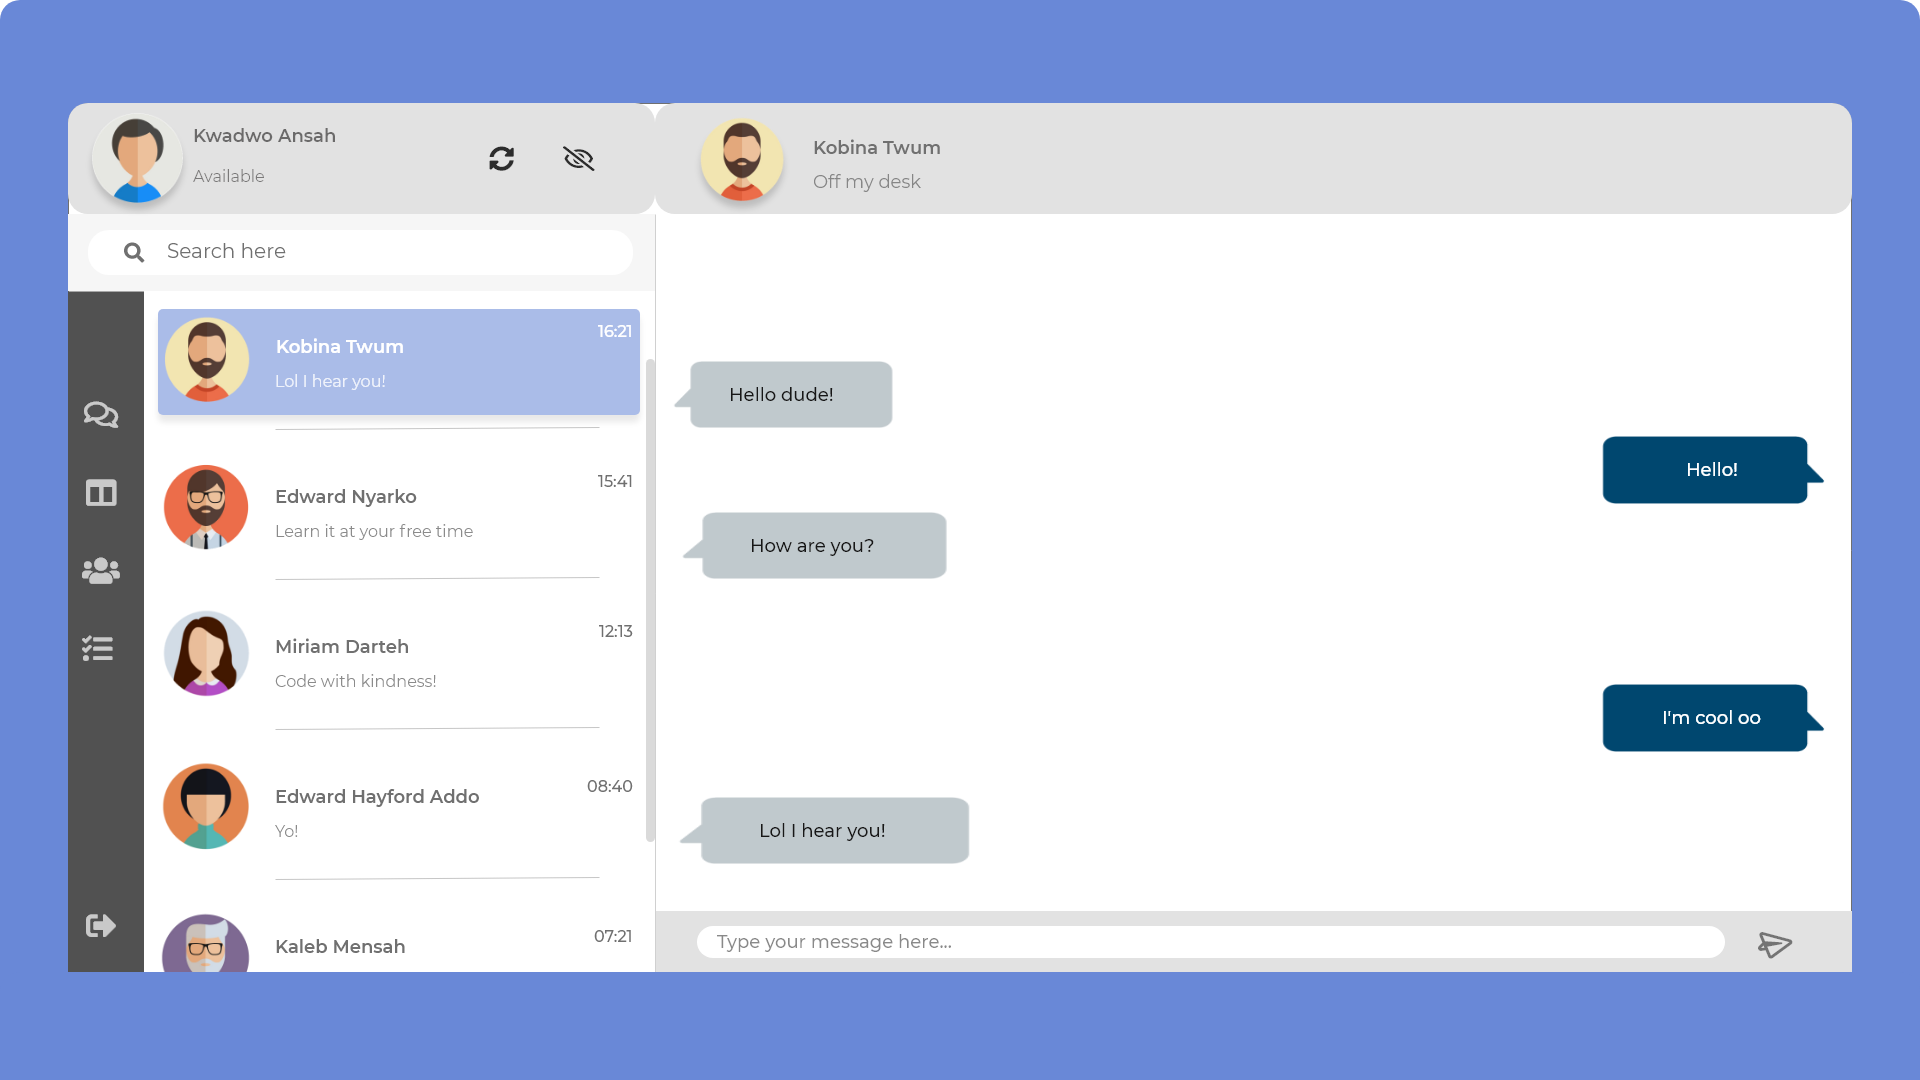 Kwadwo Ansah
Available
Kobina Twum
Off my desk
Search here
16:21
Kobina Twum
Lol I hear you!
15:41
Edward Nyarko
Learn it at your free time
12:13
Miriam Darteh
Code with kindness!
08:40
Edward Hayford Addo
Yo!
07:21
Kaleb Mensah
Hello dude!
Hello!
How are you?
I'm cool oo
Lol I hear you!
Type your message here...